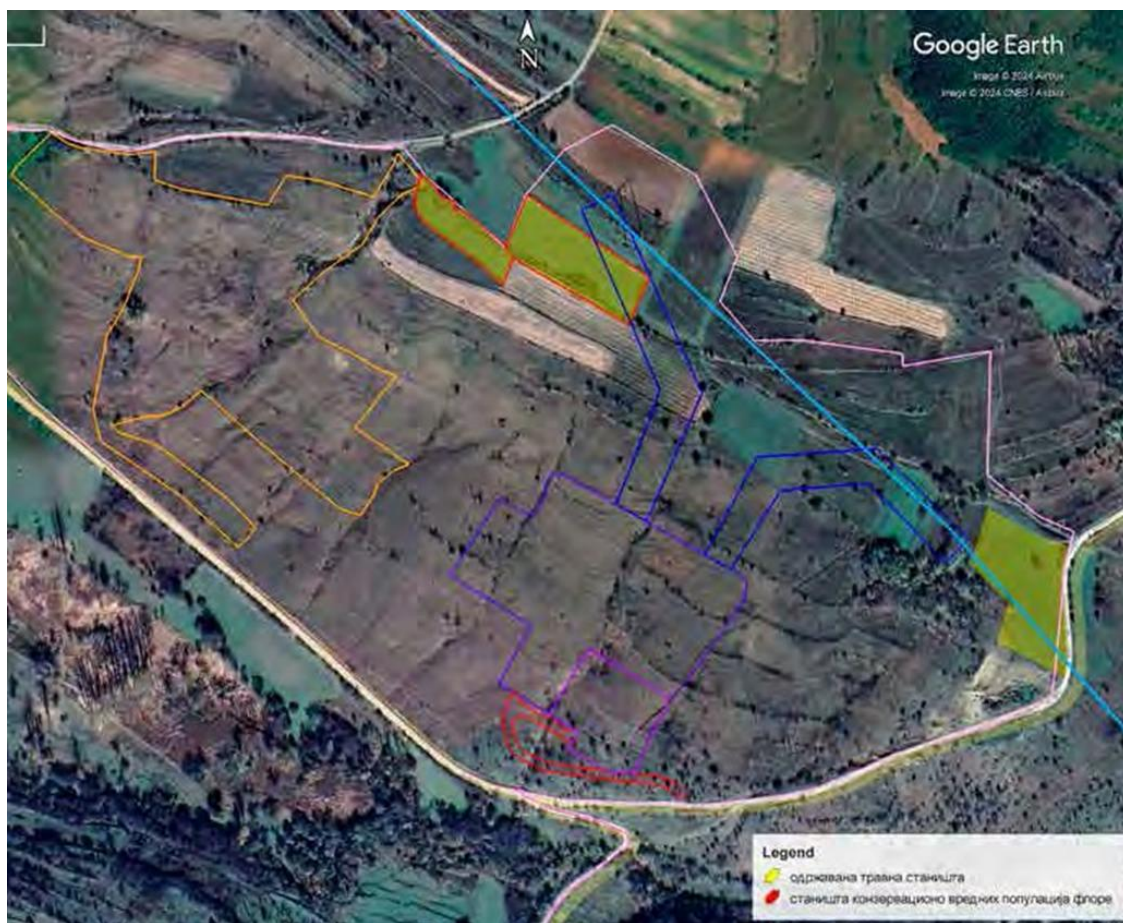 Google Earth
Image © 2024 Airbus
Image © 2024 CNES / Airbus
N
Legend
одржавана травна станишта
станишта конзервационо вредних популација флоре